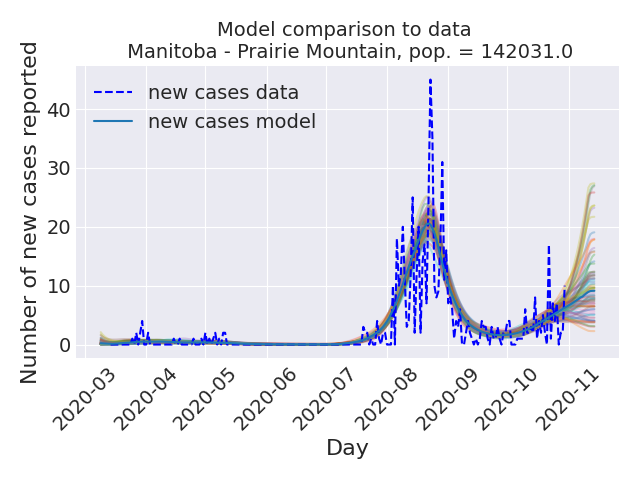 Model comparison to data
Manitoba - Prairie Mountain, pop. = 142031.0
new cases data
new cases model
Number of new cases reported
40
30
20
10
0
2020-03
2020-04
2020-05
2020-06
2020-07
2020-08
2020-09
2020-10
2020-11
Day